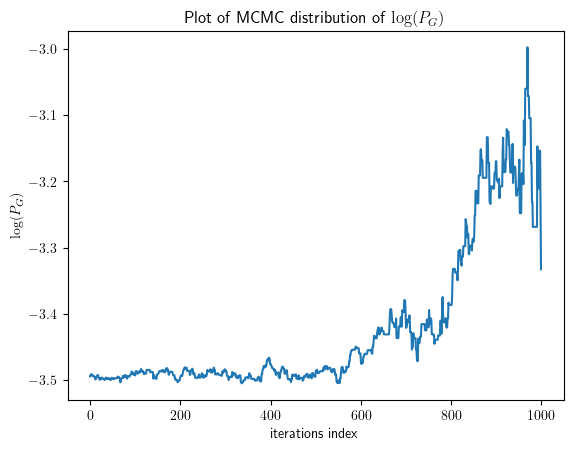 Plot of MCMC distribution of log(P_G)
−3.0
−3.1
−3.2
−3.3
−3.4
−3.5
log(P_G)
0 200 400 600 800 1000
iterations index